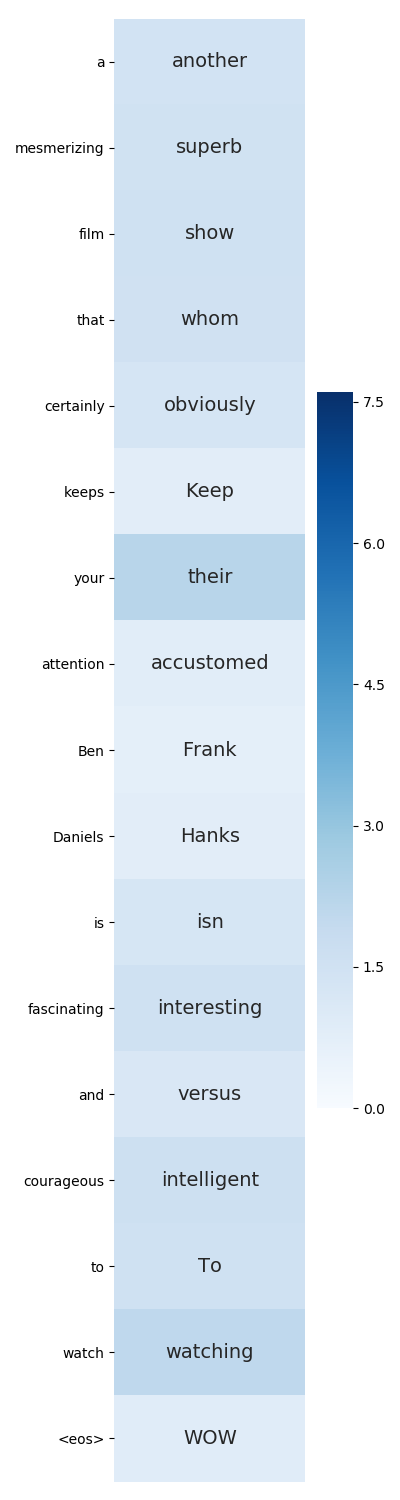 a another
mesmerizing superb
film show
that whom
certainly obviously
keeps Keep
your their
attention accustomed
Ben Frank
Daniels Hanks
is isn
fascinating interesting
and versus
courageous intelligent
to To
watch watching
<eos> WOW
7.5
6.0
4.5
3.0
1.5
0.0